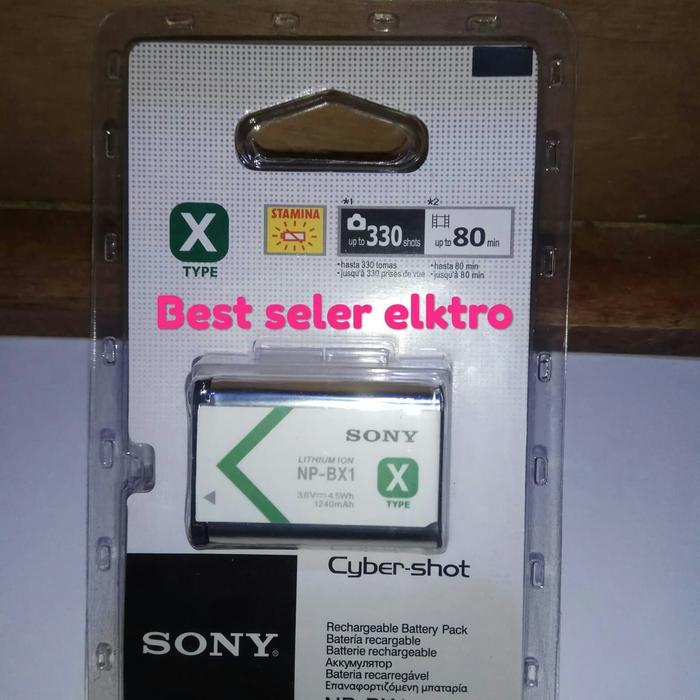 *1
*2
STAMINA
X
up to 330 shots
up to 80 min
TYPE
•hasta 330 tomas
•jusqu'à 330 prises de vue
•hasta 80 min
•jusqu'à 80 min
Best seler elktro
SONY
LITHIUM ION
NP-BX1
X
3.6V⎓4.5Wh
1240mAh
TYPE
Cyber-shot
SONY®
Rechargeable Battery Pack
Batería recargable
Batterie rechargeable
Аккумулятор
Bateria recarregável
Επαναφορτιζόμενη μπαταρία